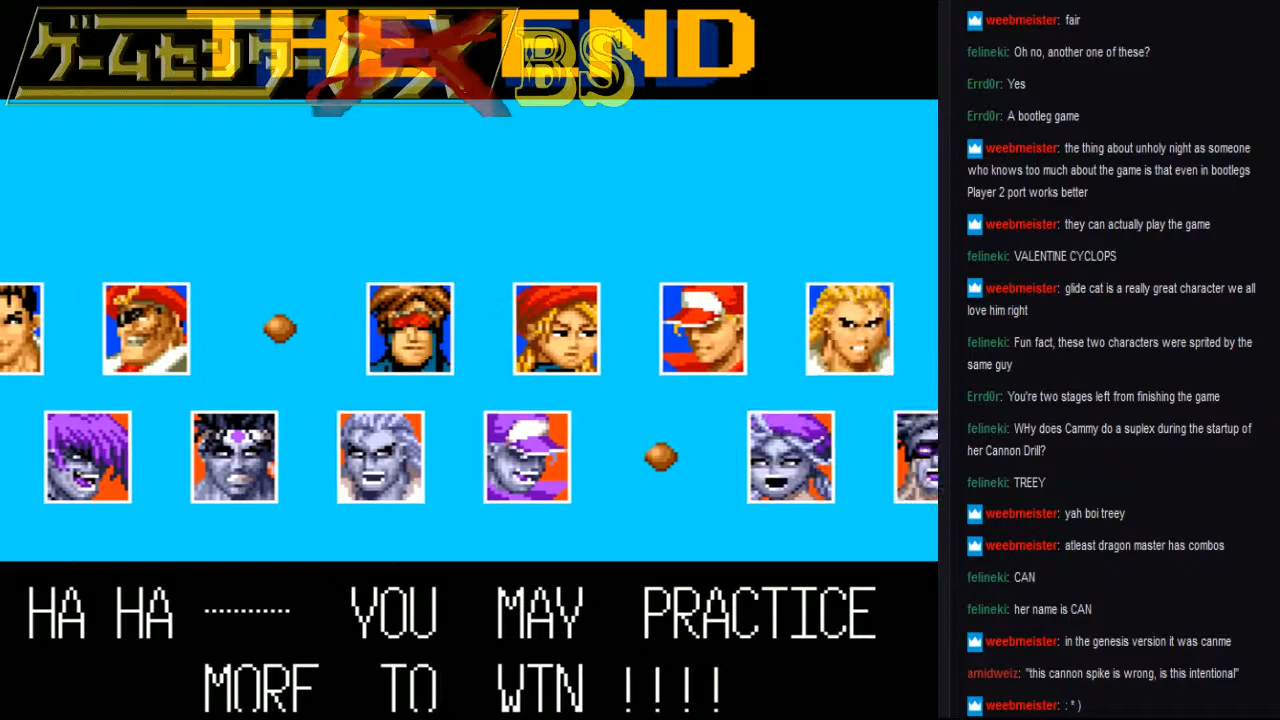 THE END
ゲームセンターCX BS
HA HA ·········· YOU MAY PRACTICE
MORE TO WIN !!!!
weebmeister: fair
felineki: Oh no, another one of these?
Errd0r: Yes
Errd0r: A bootleg game
weebmeister: the thing about unholy night as someone
who knows too much about the game is that even in bootlegs
Player 2 port works better
weebmeister: they can actually play the game
felineki: VALENTINE CYCLOPS
weebmeister: glide cat is a really great character we all
love him right
felineki: Fun fact, these two characters were sprited by the
same guy
Errd0r: You're two stages left from finishing the game
felineki: WHy does Cammy do a suplex during the startup of
her Cannon Drill?
felineki: TREEY
weebmeister: yah boi treey
weebmeister: atleast dragon master has combos
felineki: CAN
felineki: her name is CAN
weebmeister: in the genesis version it was canme
amidweiz: "this cannon spike is wrong, is this intentional"
weebmeister: : * )